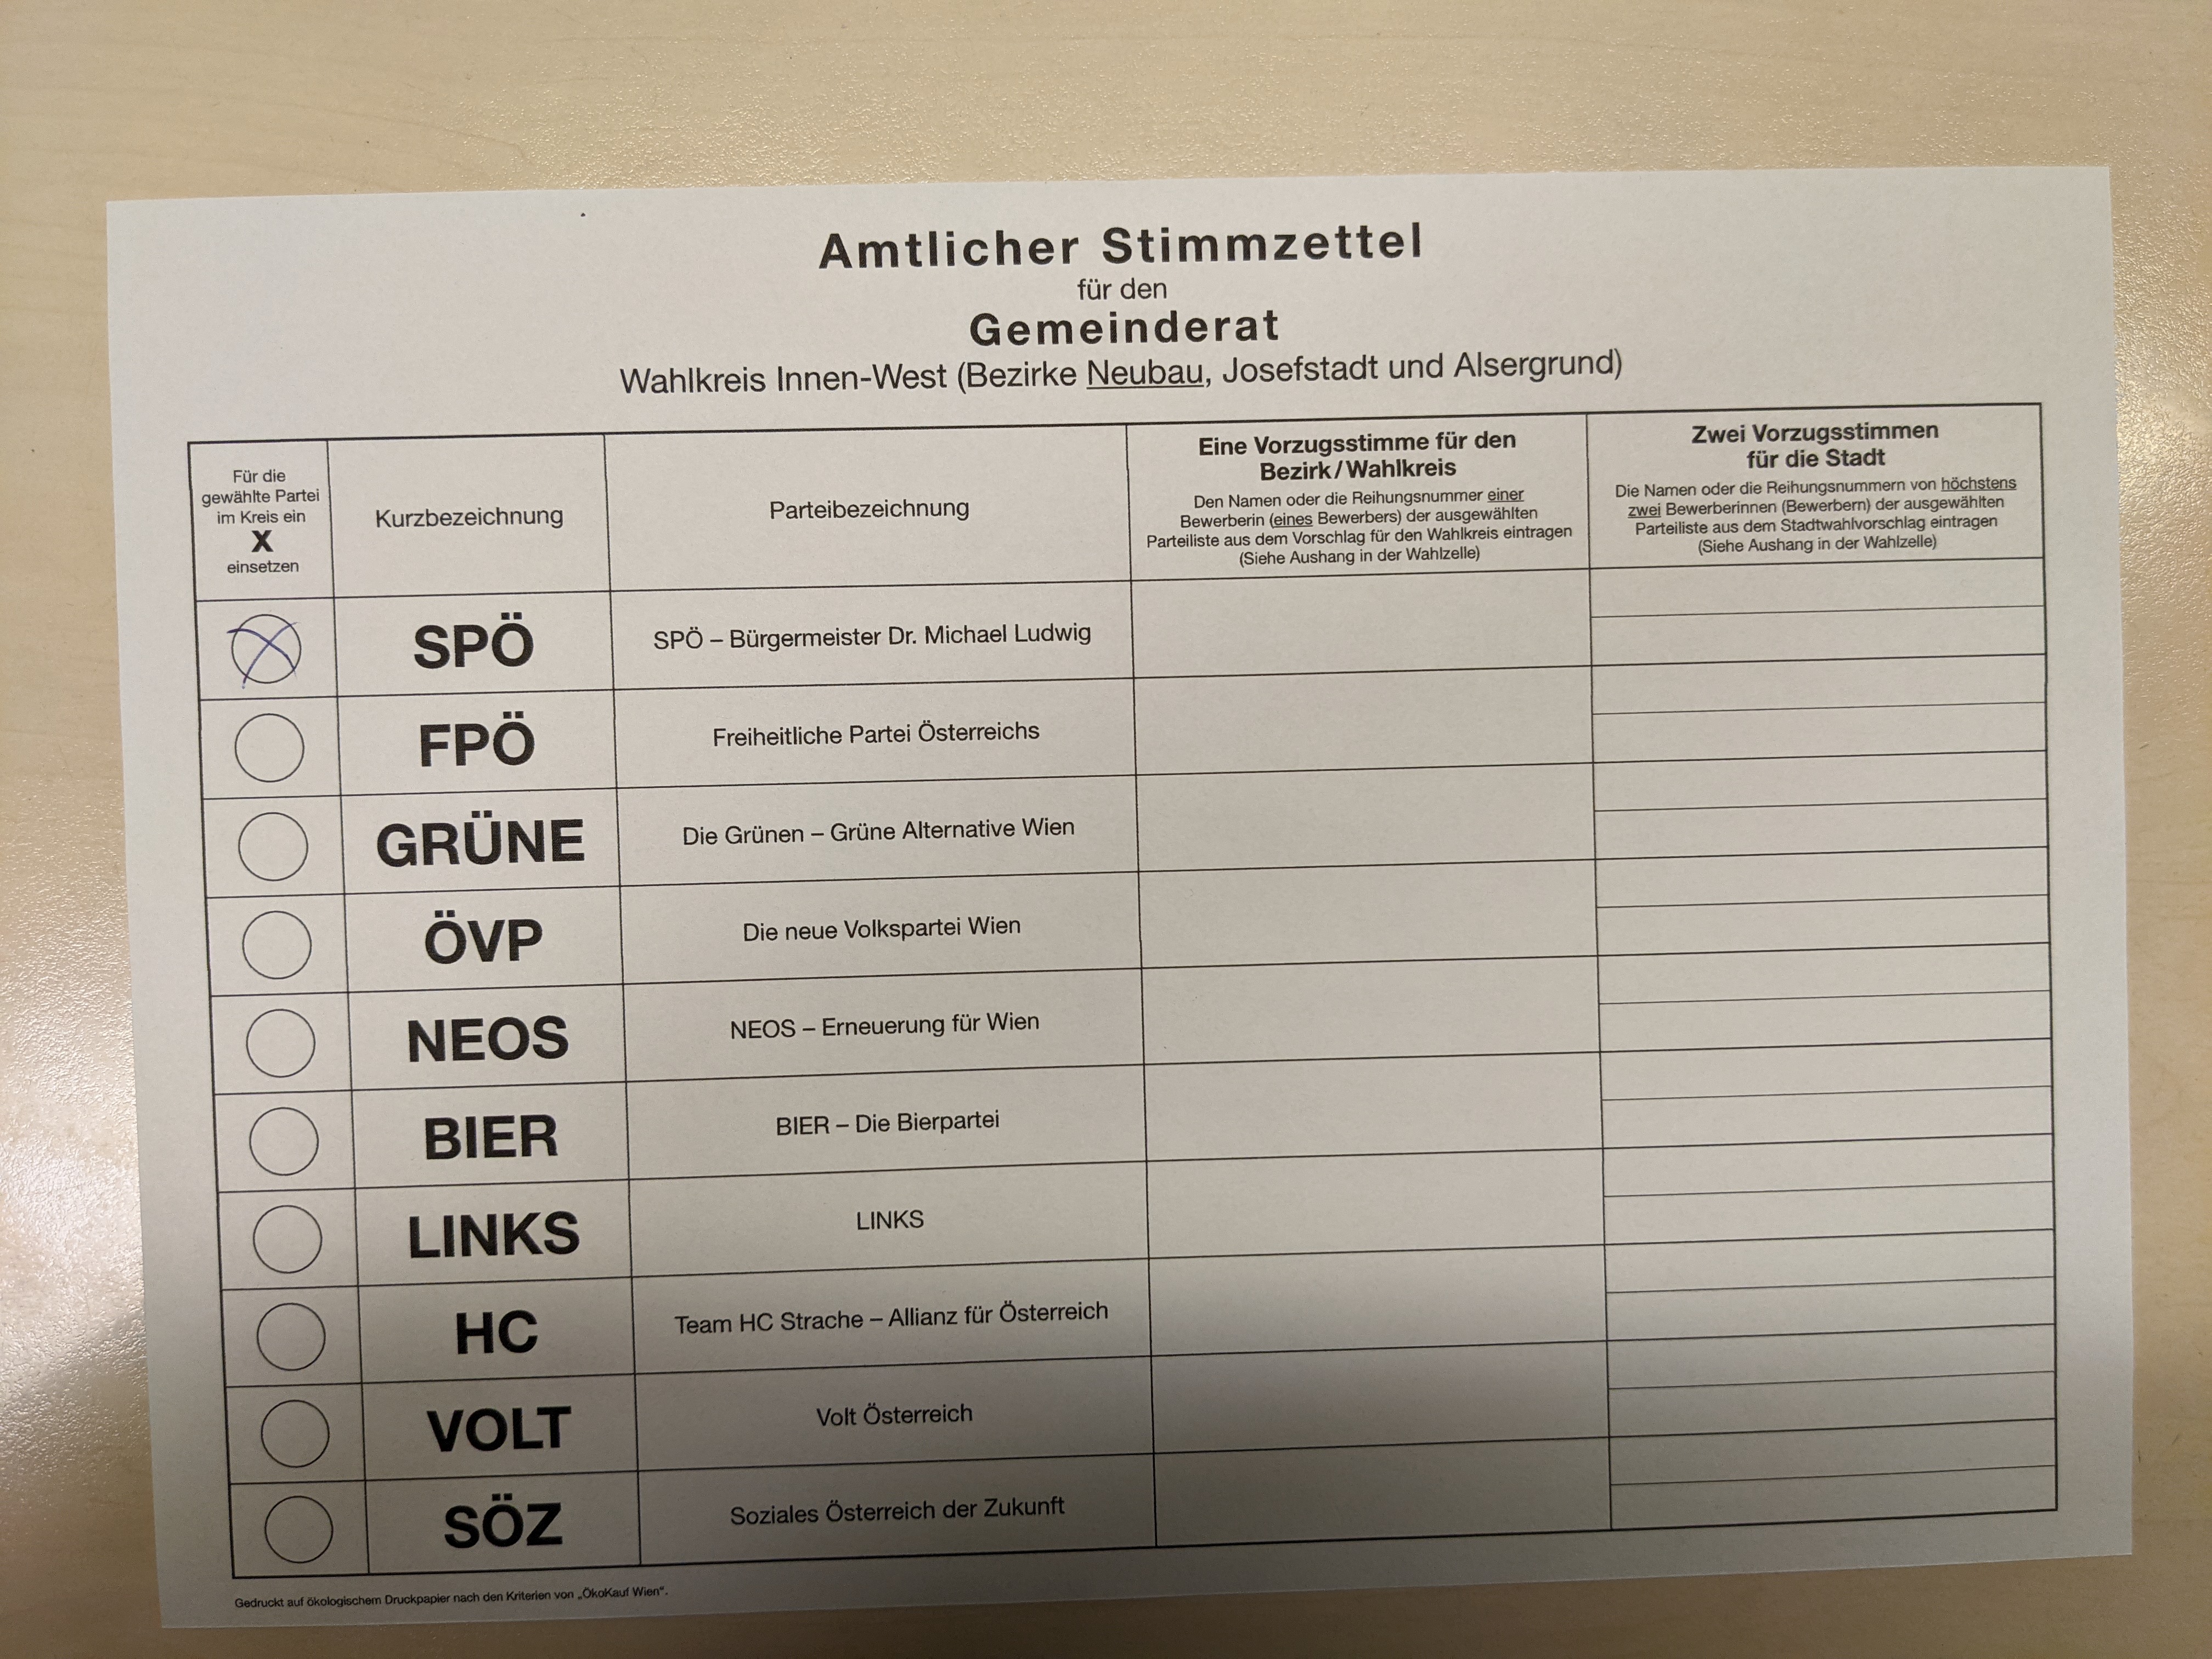 Amtlicher Stimmzettel
für den
Gemeinderat
Wahlkreis Innen-West (Bezirke Neubau, Josefstadt und Alsergrund)
Für die
gewählte Partei
im Kreis ein
X
einsetzen
Kurzbezeichnung
Parteibezeichnung
Eine Vorzugsstimme für den
Bezirk/Wahlkreis
Den Namen oder die Reihungsnummer einer
Bewerberin (eines Bewerbers) der ausgewählten
Parteiliste aus dem Vorschlag für den Wahlkreis eintragen
(Siehe Aushang in der Wahlzelle)
Zwei Vorzugsstimmen
für die Stadt
Die Namen oder die Reihungsnummern von höchstens
zwei Bewerberinnen (Bewerbern) der ausgewählten
Parteiliste aus dem Stadtwahlvorschlag eintragen
(Siehe Aushang in der Wahlzelle)
X SPÖ SPÖ – Bürgermeister Dr. Michael Ludwig
FPÖ Freiheitliche Partei Österreichs
GRÜNE Die Grünen – Grüne Alternative Wien
ÖVP Die neue Volkspartei Wien
NEOS NEOS – Erneuerung für Wien
BIER BIER – Die Bierpartei
LINKS LINKS
HC Team HC Strache – Allianz für Österreich
VOLT Volt Österreich
SÖZ Soziales Österreich der Zukunft
Gedruckt auf ökologischem Druckpapier nach den Kriterien von „ÖkoKauf Wien“.